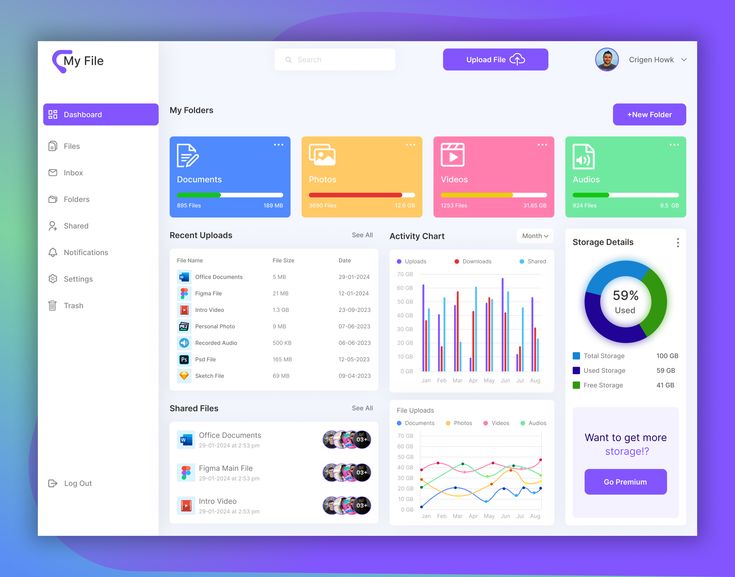 My File
Search
Upload File
Crigen Howk
Dashboard
Files
Inbox
Folders
Shared
Notifications
Settings
Trash
Log Out
My Folders
+New Folder
Documents
895 Files 189 MB
Photos
3690 Files 12.6 GB
Videos
1253 Files 31.65 GB
Audios
824 Files 9.5 GB
Recent Uploads See All
File Name File Size Date
Office Documents 5 MB 29-01-2024
Figma File 21 MB 12-01-2024
Intro Video 1.3 GB 23-09-2023
Personal Photo 9 MB 07-06-2023
Recorded Audio 500 KB 06-06-2023
Psd File 165 MB 12-05-2023
Sketch File 69 MB 09-04-2023
Activity Chart Month
Uploads Downloads Shared
70 GB
60 GB
50 GB
40 GB
30 GB
20 GB
10 GB
0 GB
Jan Feb Mar Apr May Jun Jul Aug
Storage Details
59%
Used
Total Storage 100 GB
Used Storage 59 GB
Free Storage 41 GB
Shared Files See All
Office Documents
29-01-2024 at 2:53 pm
03+
Figma Main File
29-01-2024 at 2:53 pm
03+
Intro Video
29-01-2024 at 2:53 pm
03+
File Uploads
Documents Photos Videos Audios
70 GB
60 GB
50 GB
40 GB
30 GB
20 GB
10 GB
0 GB
Jan Feb Mar Apr May Jun Jul Aug
Want to get more
storage!?
Go Premium